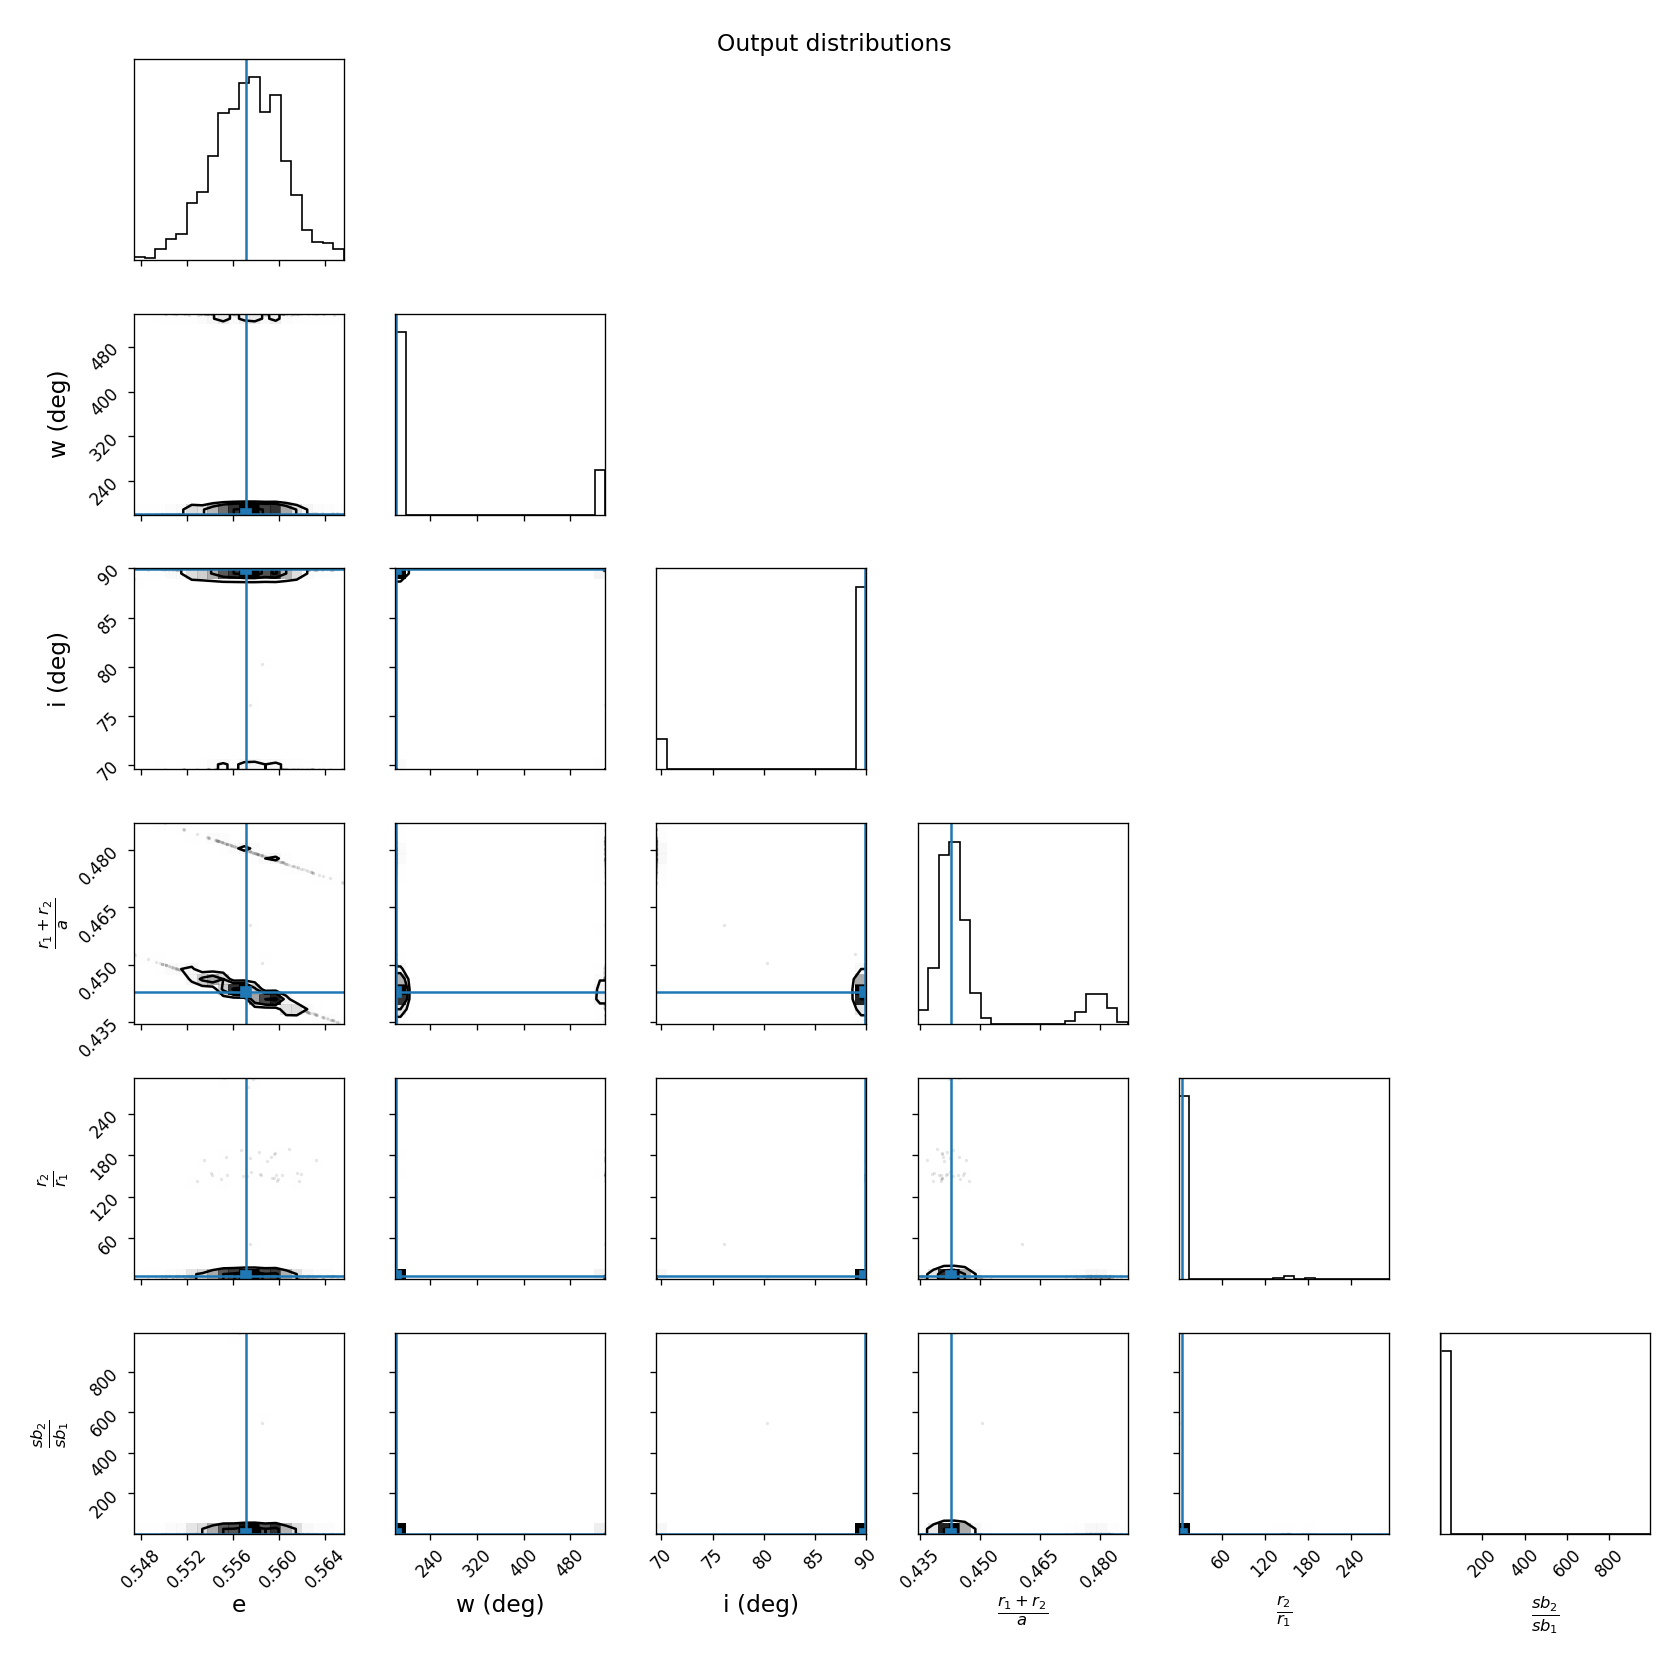 Output distributions
480
400
320
240
w (deg)
90
85
80
75
70
i (deg)
0.480
0.465
0.450
0.435
r₁ + r₂
a
240
180
120
60
r₂
r₁
800
600
400
200
sb₂
sb₁
0.548 0.552 0.556 0.560 0.564 240 320 400 480 70 75 80 85 90 0.435 0.450 0.465 0.480 60 120 180 240 200 400 600 800
e w (deg) i (deg)
r₁ + r₂
a
r₂
r₁
sb₂
sb₁